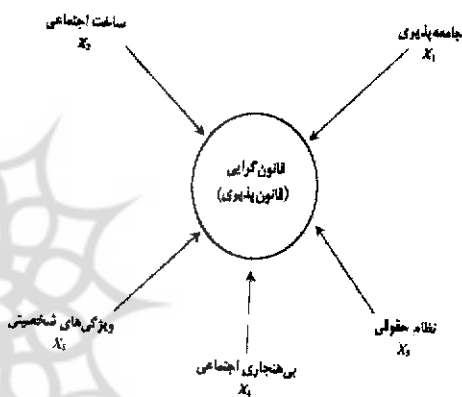 جامعه‌پذیری
X₁
ساخت اجتماعی
X₂
قانون‌گرایی
(قانون‌پذیری)
ویژگی‌های شخصیتی
X₅
نظام حقوقی
X₃
بی‌هنجاری اجتماعی
X₄